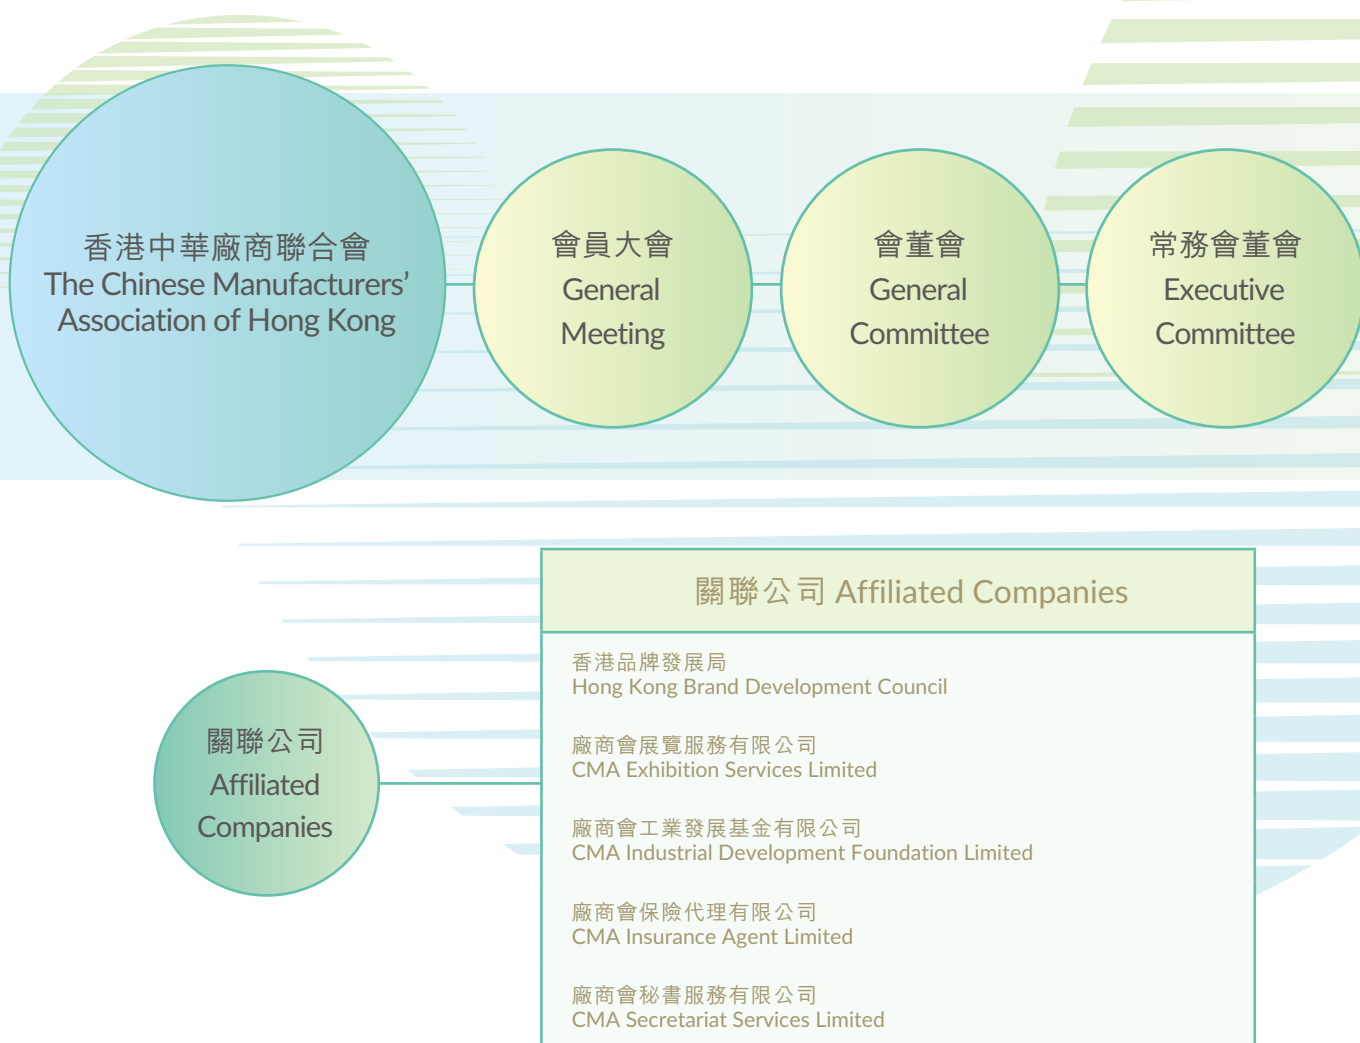 香港中華廠商聯合會
The Chinese Manufacturers’
Association of Hong Kong
會員大會
General
Meeting
會董會
General
Committee
常務會董會
Executive
Committee
關聯公司
Affiliated
Companies
關聯公司 Affiliated Companies
香港品牌發展局
Hong Kong Brand Development Council
廠商會展覽服務有限公司
CMA Exhibition Services Limited
廠商會工業發展基金有限公司
CMA Industrial Development Foundation Limited
廠商會保險代理有限公司
CMA Insurance Agent Limited
廠商會秘書服務有限公司
CMA Secretariat Services Limited